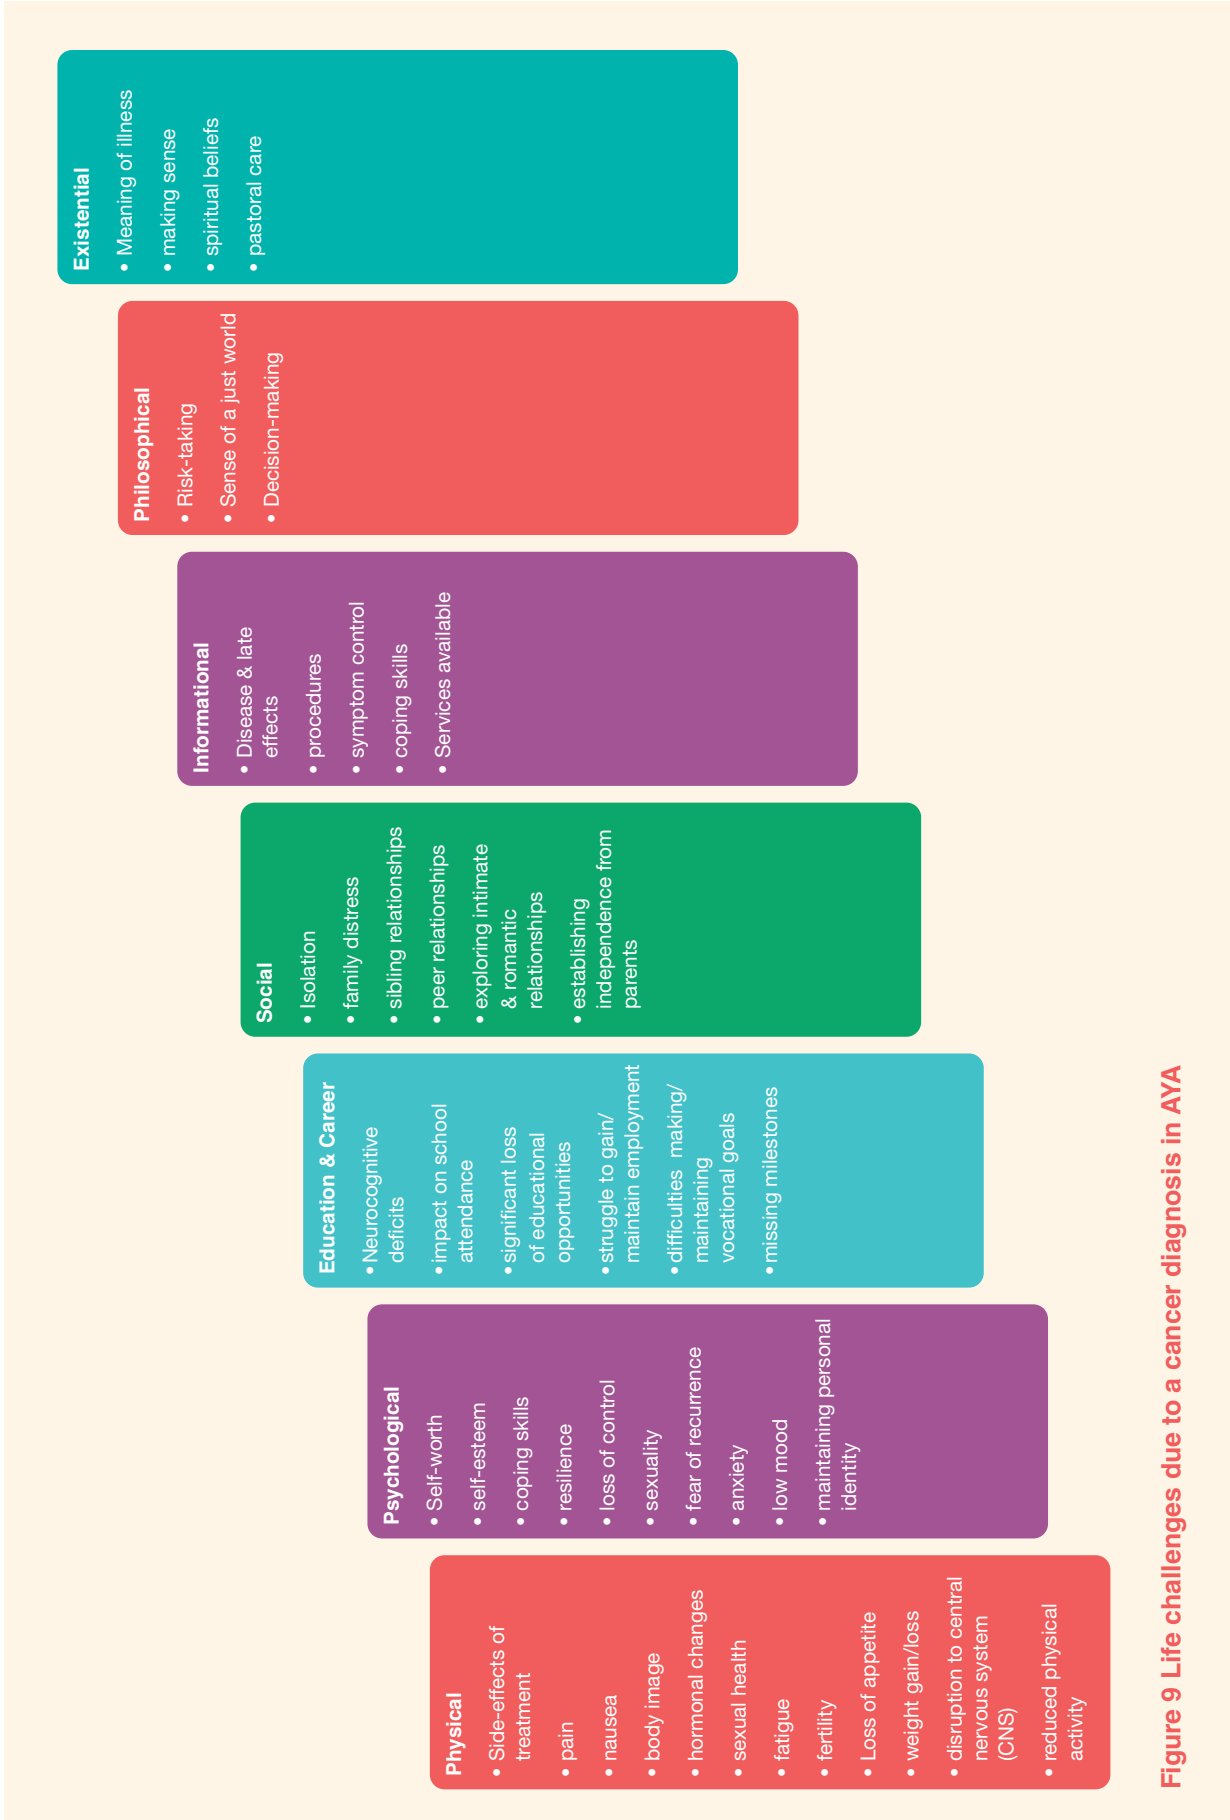 Physical
• Side-effects of
treatment
• pain
• nausea
• body image
• hormonal changes
• sexual health
• fatigue
• fertility
• Loss of appetite
• weight gain/loss
• disruption to central
nervous system
(CNS)
• reduced physical
activity
Psychological
• Self-worth
• self-esteem
• coping skills
• resilience
• loss of control
• sexuality
• fear of recurrence
• anxiety
• low mood
• maintaining personal
identity
Education & Career
• Neurocognitive
deficits
• impact on school
attendance
• significant loss
of educational
opportunities
• struggle to gain/
maintain employment
• difficulties making/
maintaining
vocational goals
• missing milestones
Social
• Isolation
• family distress
• sibling relationships
• peer relationships
• exploring intimate
& romantic
relationships
• establishing
independence from
parents
Informational
• Disease & late
effects
• procedures
• symptom control
• coping skills
• Services available
Philosophical
• Risk-taking
• Sense of a just world
• Decision-making
Existential
• Meaning of illness
• making sense
• spiritual beliefs
• pastoral care
Figure 9 Life challenges due to a cancer diagnosis in AYA